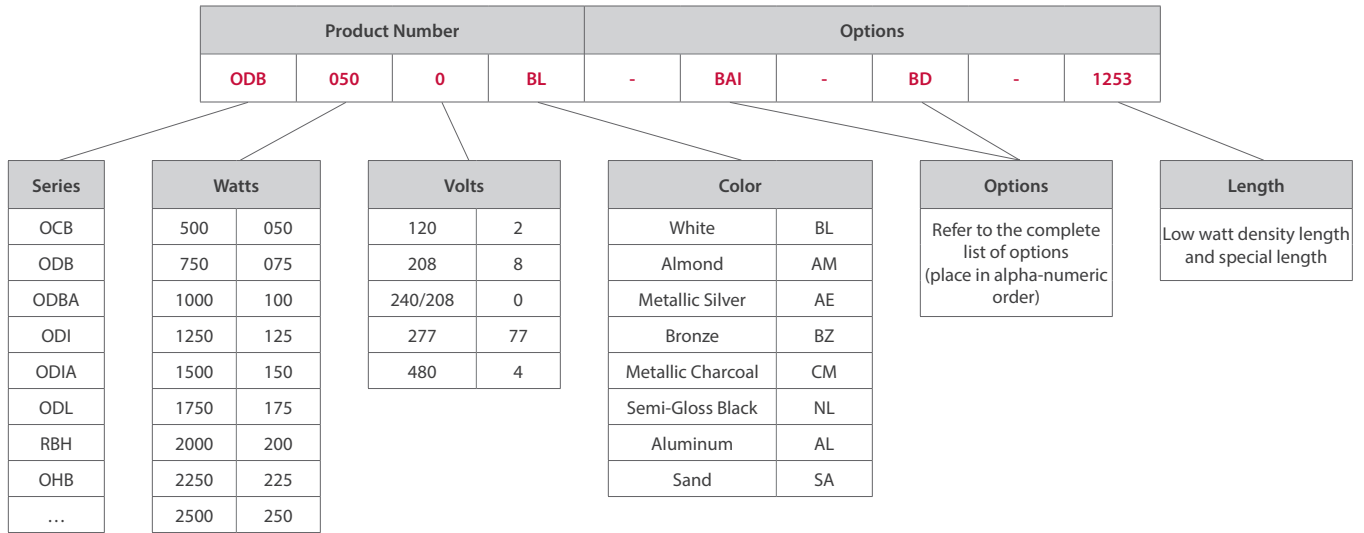 Product Number Options
ODB 050 0 BL - BAI - BD - 1253
Series
OCB
ODB
ODBA
ODI
ODIA
ODL
RBH
OHB
…
Watts
500 050
750 075
1000 100
1250 125
1500 150
1750 175
2000 200
2250 225
2500 250
Volts
120 2
208 8
240/208 0
277 77
480 4
Color
White BL
Almond AM
Metallic Silver AE
Bronze BZ
Metallic Charcoal CM
Semi-Gloss Black NL
Aluminum AL
Sand SA
Options
Refer to the complete
list of options
(place in alpha-numeric
order)
Length
Low watt density length
and special length